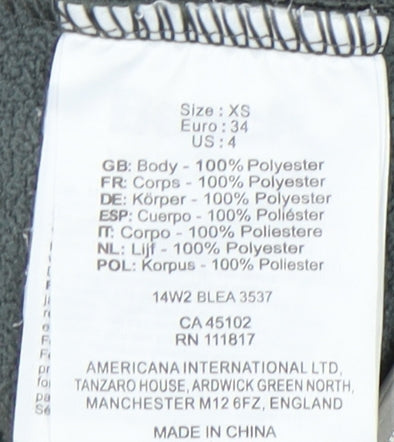 Size : XS
Euro : 34
US : 4
GB: Body - 100% Polyester
FR: Corps - 100% Polyester
DE: Körper - 100% Polyester
ESP: Cuerpo - 100% Poliéster
IT: Corpo - 100% Poliestere
NL: Lijf - 100% Polyester
POL: Korpus - 100% Poliester
14W2 BLEA 3537
CA 45102
RN 111817
AMERICANA INTERNATIONAL LTD,
TANZARO HOUSE, ARDWICK GREEN NORTH,
MANCHESTER M12 6FZ, ENGLAND
MADE IN CHINA